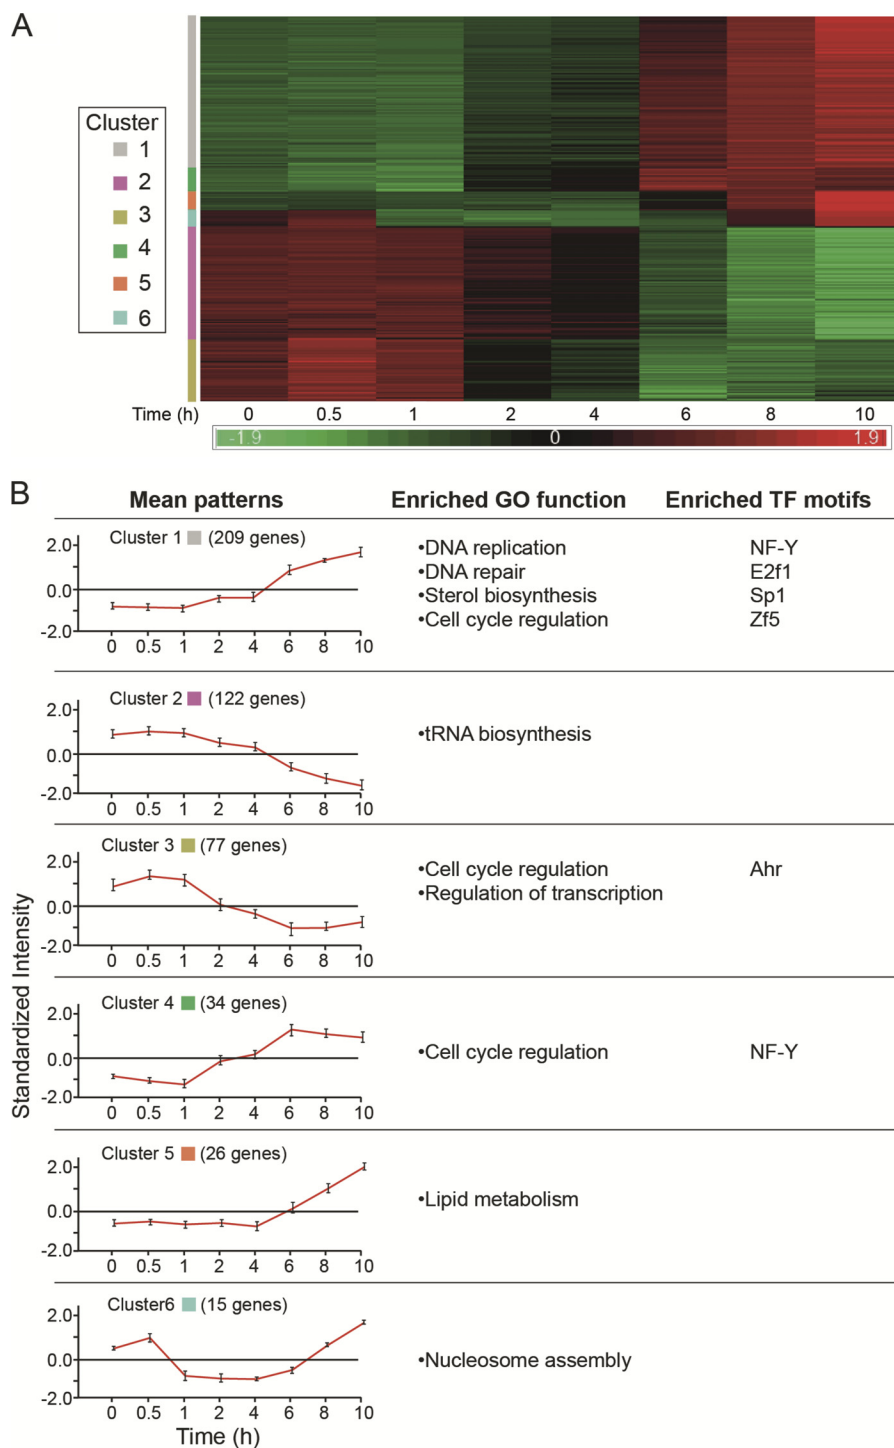 A
Cluster
1
2
3
4
5
6
Time (h) 0 0.5 1 2 4 6 8 10
-1.9 0 1.9
B
Mean patterns Enriched GO function Enriched TF motifs
Cluster 1 (209 genes)
2.0
0.0
-2.0
0 0.5 1 2 4 6 8 10
•DNA replication NF-Y
•DNA repair E2f1
•Sterol biosynthesis Sp1
•Cell cycle regulation Zf5
Cluster 2 (122 genes)
2.0
0.0
-2.0
0 0.5 1 2 4 6 8 10
•tRNA biosynthesis
Cluster 3 (77 genes)
2.0
0.0
-2.0
0 0.5 1 2 4 6 8 10
•Cell cycle regulation Ahr
•Regulation of transcription
Cluster 4 (34 genes)
2.0
0.0
-2.0
0 0.5 1 2 4 6 8 10
•Cell cycle regulation NF-Y
Cluster 5 (26 genes)
2.0
0.0
-2.0
0 0.5 1 2 4 6 8 10
•Lipid metabolism
Cluster6 (15 genes)
2.0
0.0
-2.0
0 0.5 1 2 4 6 8 10
•Nucleosome assembly
Time (h)
Standardized Intensity